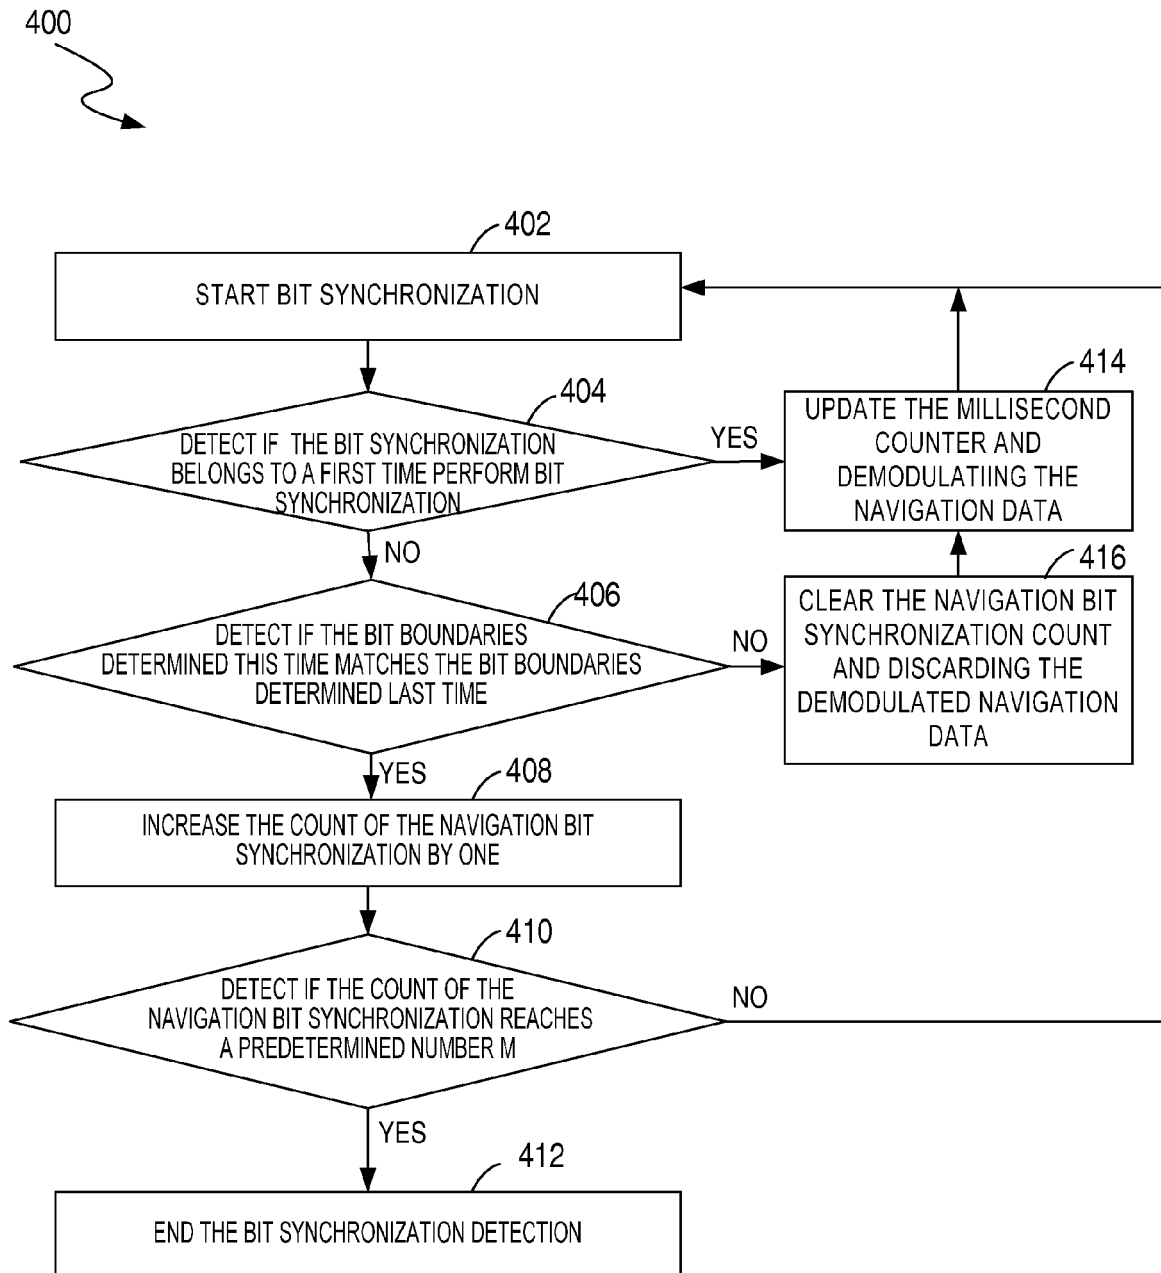 400
402
START BIT SYNCHRONIZATION
404
DETECT IF THE BIT SYNCHRONIZATION
BELONGS TO A FIRST TIME PERFORM BIT
SYNCHRONIZATION
YES
414
UPDATE THE MILLISECOND
COUNTER AND
DEMODULATIING THE
NAVIGATION DATA
NO
406
DETECT IF THE BIT BOUNDARIES
DETERMINED THIS TIME MATCHES THE BIT BOUNDARIES
DETERMINED LAST TIME
NO
416
CLEAR THE NAVIGATION BIT
SYNCHRONIZATION COUNT
AND DISCARDING THE
DEMODULATED NAVIGATION
DATA
YES
408
INCREASE THE COUNT OF THE NAVIGATION BIT
SYNCHRONIZATION BY ONE
410
DETECT IF THE COUNT OF THE
NAVIGATION BIT SYNCHRONIZATION REACHES
A PREDETERMINED NUMBER M
NO
YES
412
END THE BIT SYNCHRONIZATION DETECTION